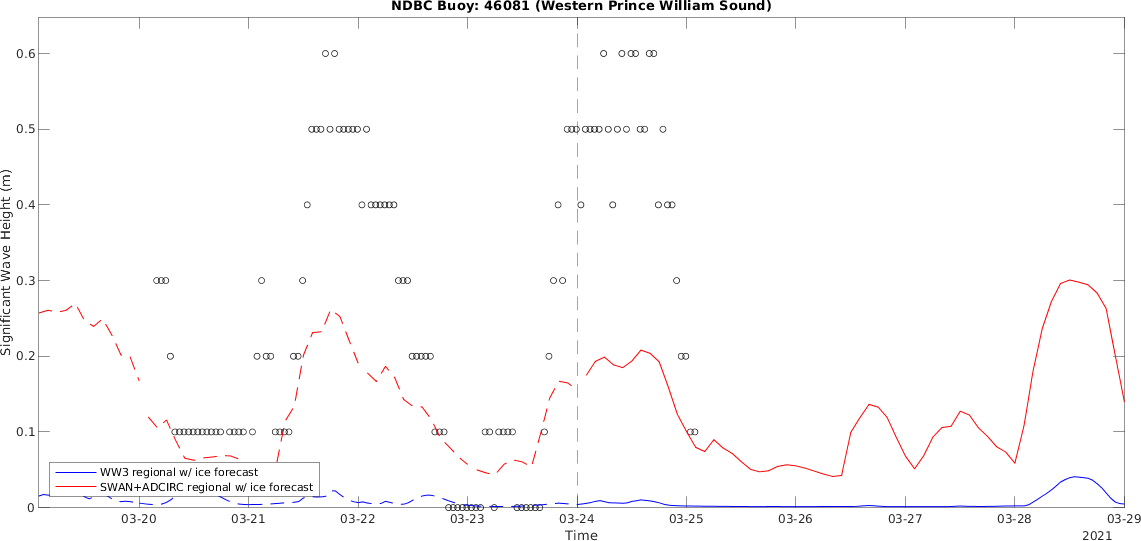 NDBC Buoy: 46081 (Western Prince William Sound)
Significant Wave Height (m)
0.6
0.5
0.4
0.3
0.2
0.1
0
WW3 regional w/ ice forecast
SWAN+ADCIRC regional w/ ice forecast
03-20 03-21 03-22 03-23 03-24 03-25 03-26 03-27 03-28 03-29
Time
2021